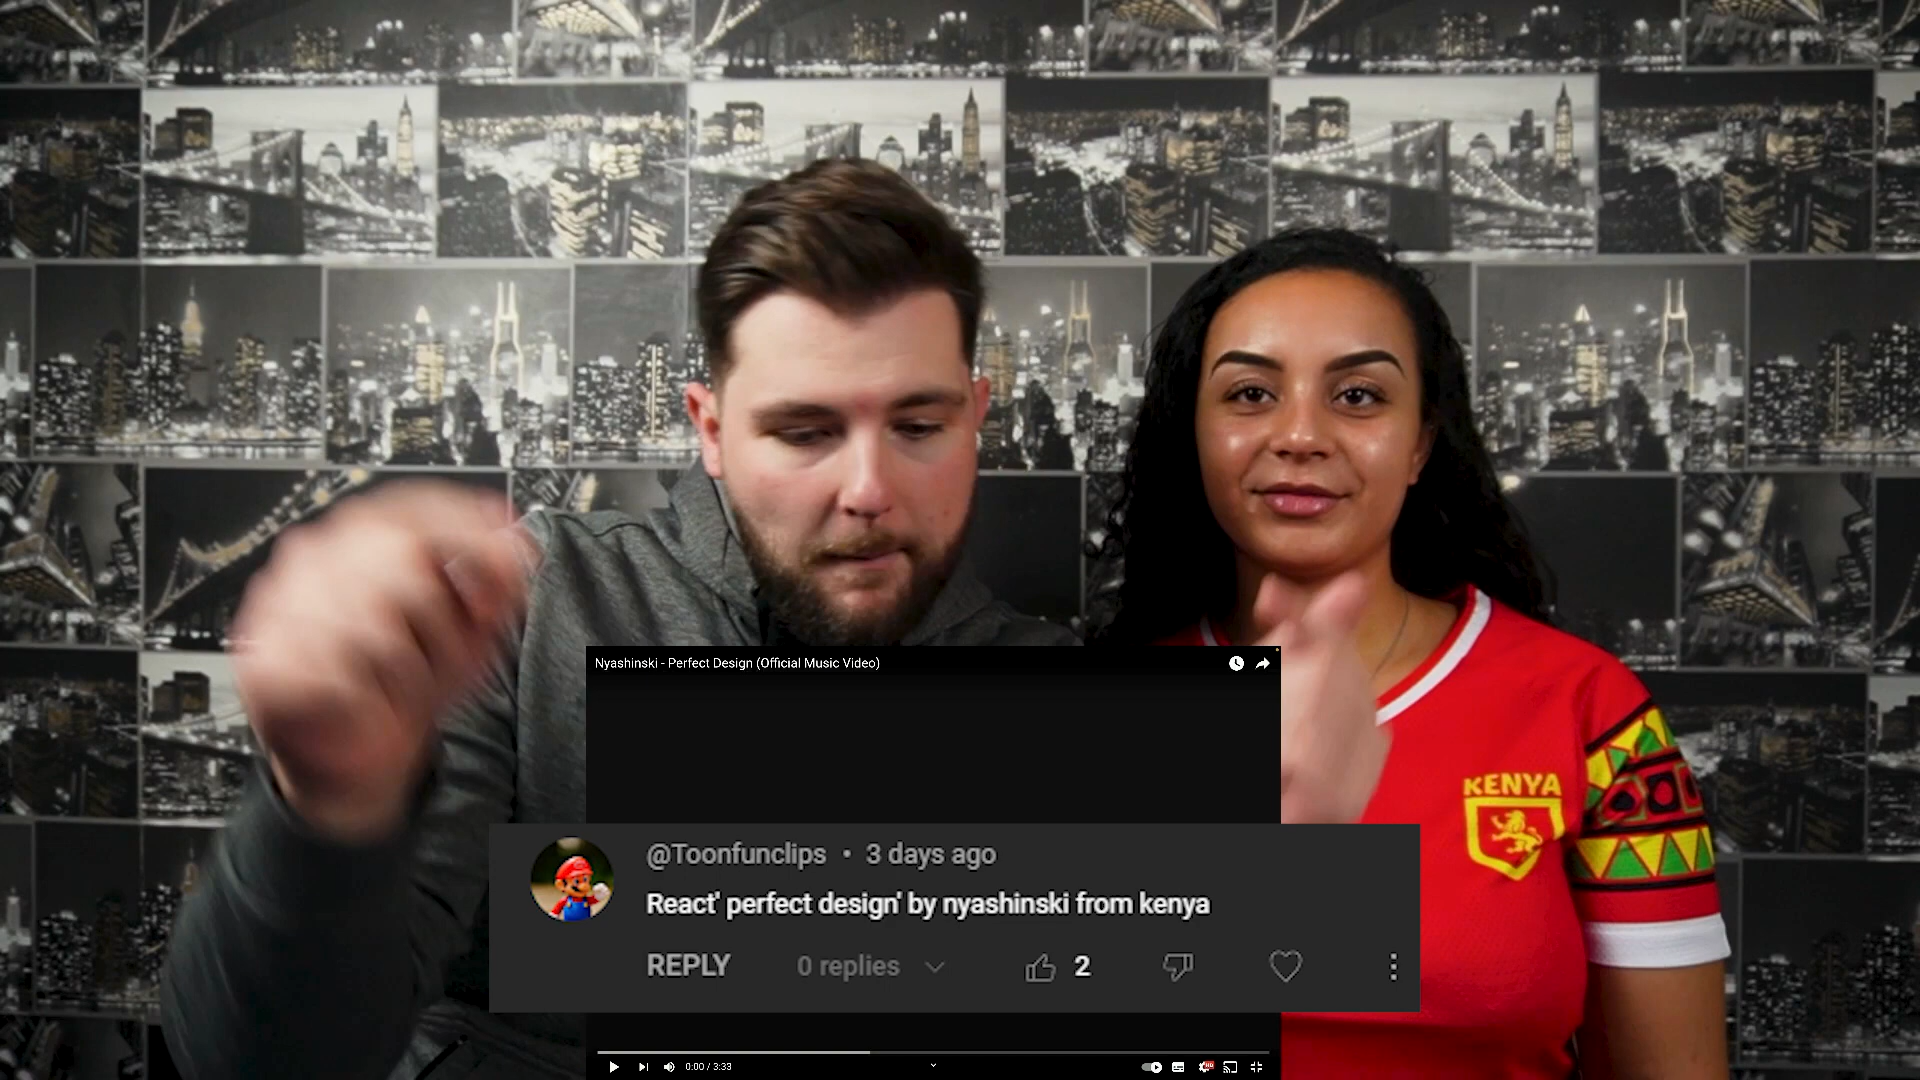 Nyashinski - Perfect Design (Official Music Video)
KENYA
@Toonfunclips • 3 days ago
React' perfect design' by nyashinski from kenya
REPLY 0 replies 2
0:00 / 3:33